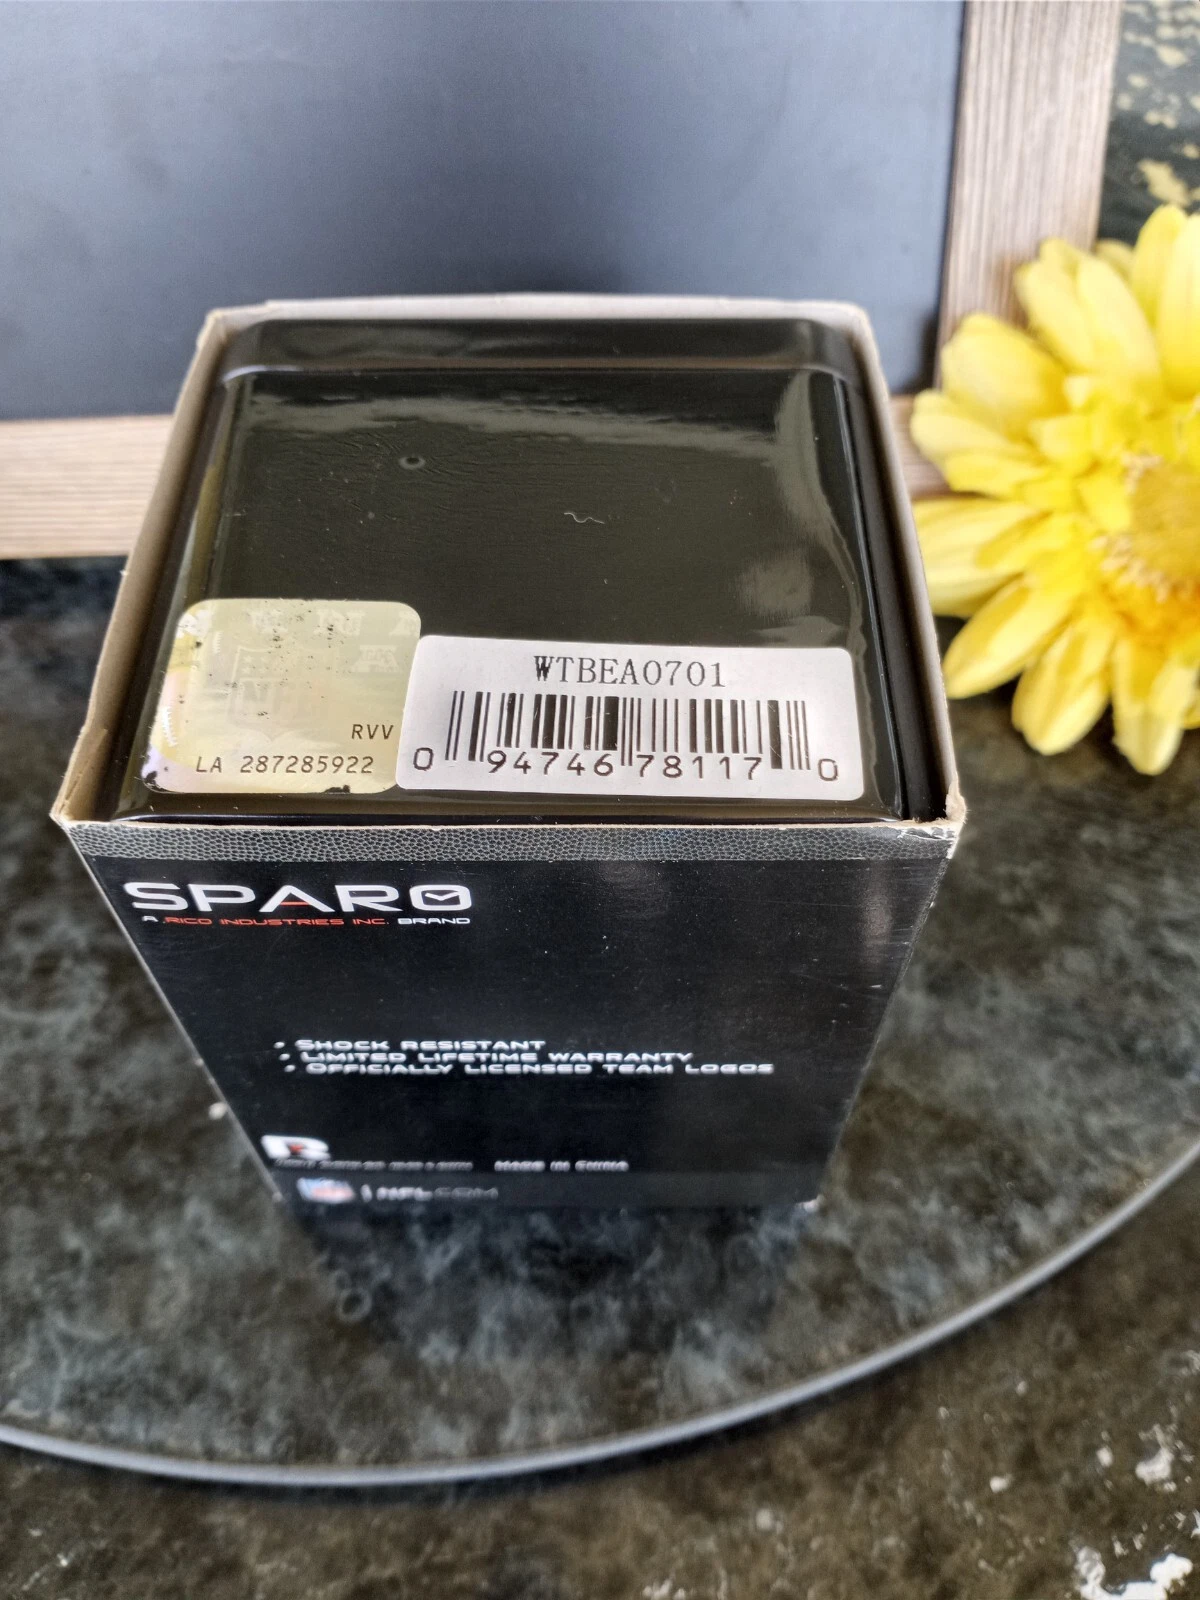 WTBEA0701
RVV
LA 287285922
0 94746 78117 0
SPARO
A RICO INDUSTRIES INC. BRAND
• SHOCK RESISTANT
• LIMITED LIFETIME WARRANTY
• OFFICIALLY LICENSED TEAM LOGOS
R
MADE IN CHINA
| NFL.COM